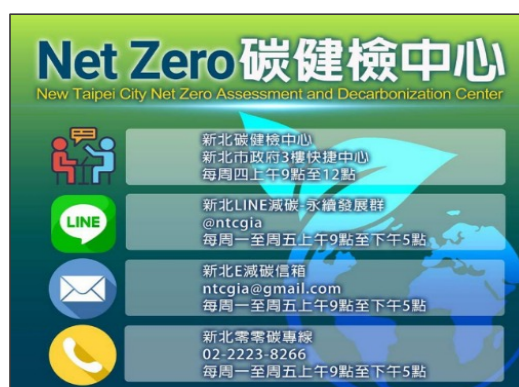 Net Zero碳健檢中心
New Taipei City Net Zero Assessment and Decarbonization Center
新北碳健檢中心
新北市政府3樓快捷中心
每周四上午9點至12點
LINE
新北LINE減碳-永續發展群
@ntcgia
每周一至周五上午9點至下午5點
新北E減碳信箱
ntcgia@gmail.com
每周一至周五上午9點至下午5點
新北零零碳專線
02-2223-8266
每周一至周五上午9點至下午5點